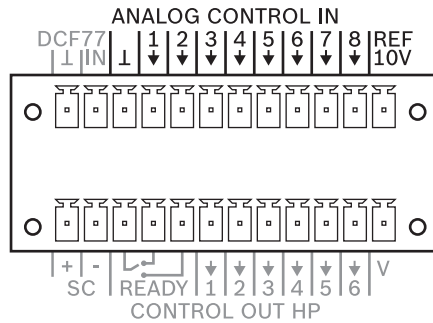 ANALOG CONTROL IN
DCF77 1 2 3 4 5 6 7 8 REF
⊥ IN ⊥ 10V
+ - 1 2 3 4 5 6 V
SC READY
CONTROL OUT HP